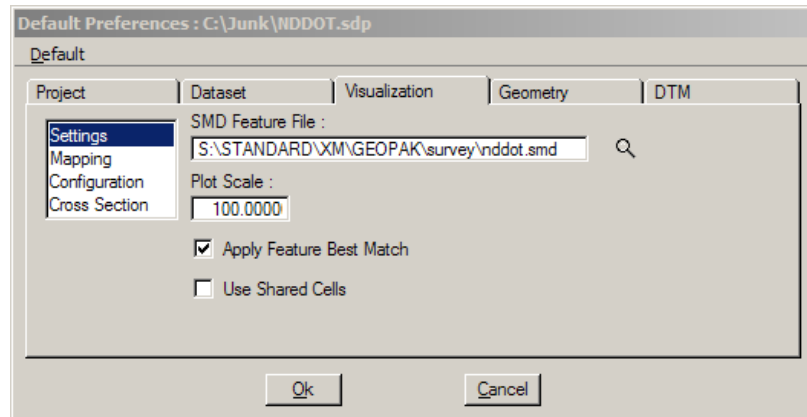 Default Preferences : C:\Junk\NDDOT.sdp
Default
Project Dataset Visualization Geometry DTM
Settings
Mapping
Configuration
Cross Section
SMD Feature File :
S:\STANDARD\XM\GEOPAK\survey\nddot.smd
Plot Scale :
100.0000
Apply Feature Best Match
Use Shared Cells
Ok Cancel